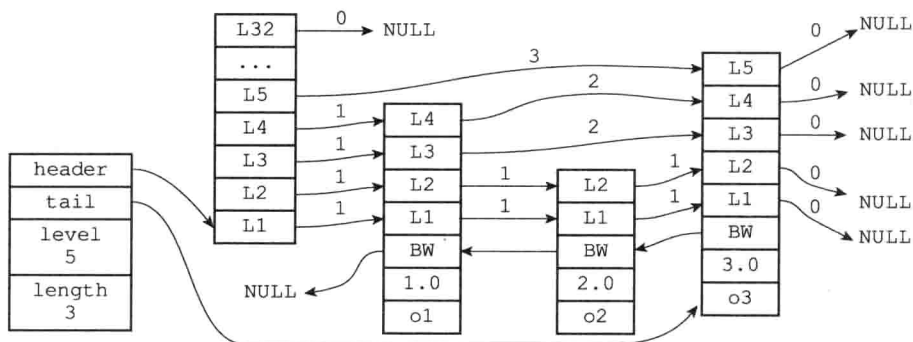 header
tail
level
5
length
3
L32
...
L5
L4
L3
L2
L1
0
NULL
3
1
1
1
1
NULL
L4
L3
L2
L1
BW
1.0
o1
2
2
1
1
L2
L1
BW
2.0
o2
1
1
L5
L4
L3
L2
L1
BW
3.0
o3
0
NULL
0
NULL
0
NULL
0
NULL
0
NULL